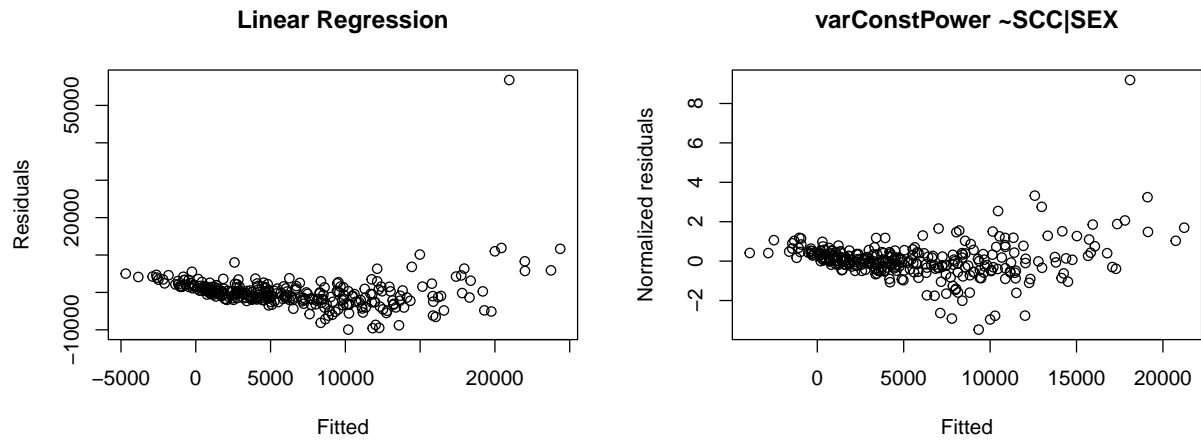 Linear Regression
Residuals
50000
20000
−10000
−5000 0 5000 10000 20000
Fitted
varConstPower ~SCC|SEX
Normalized residuals
8
6
4
2
0
−2
0 5000 10000 15000 20000
Fitted